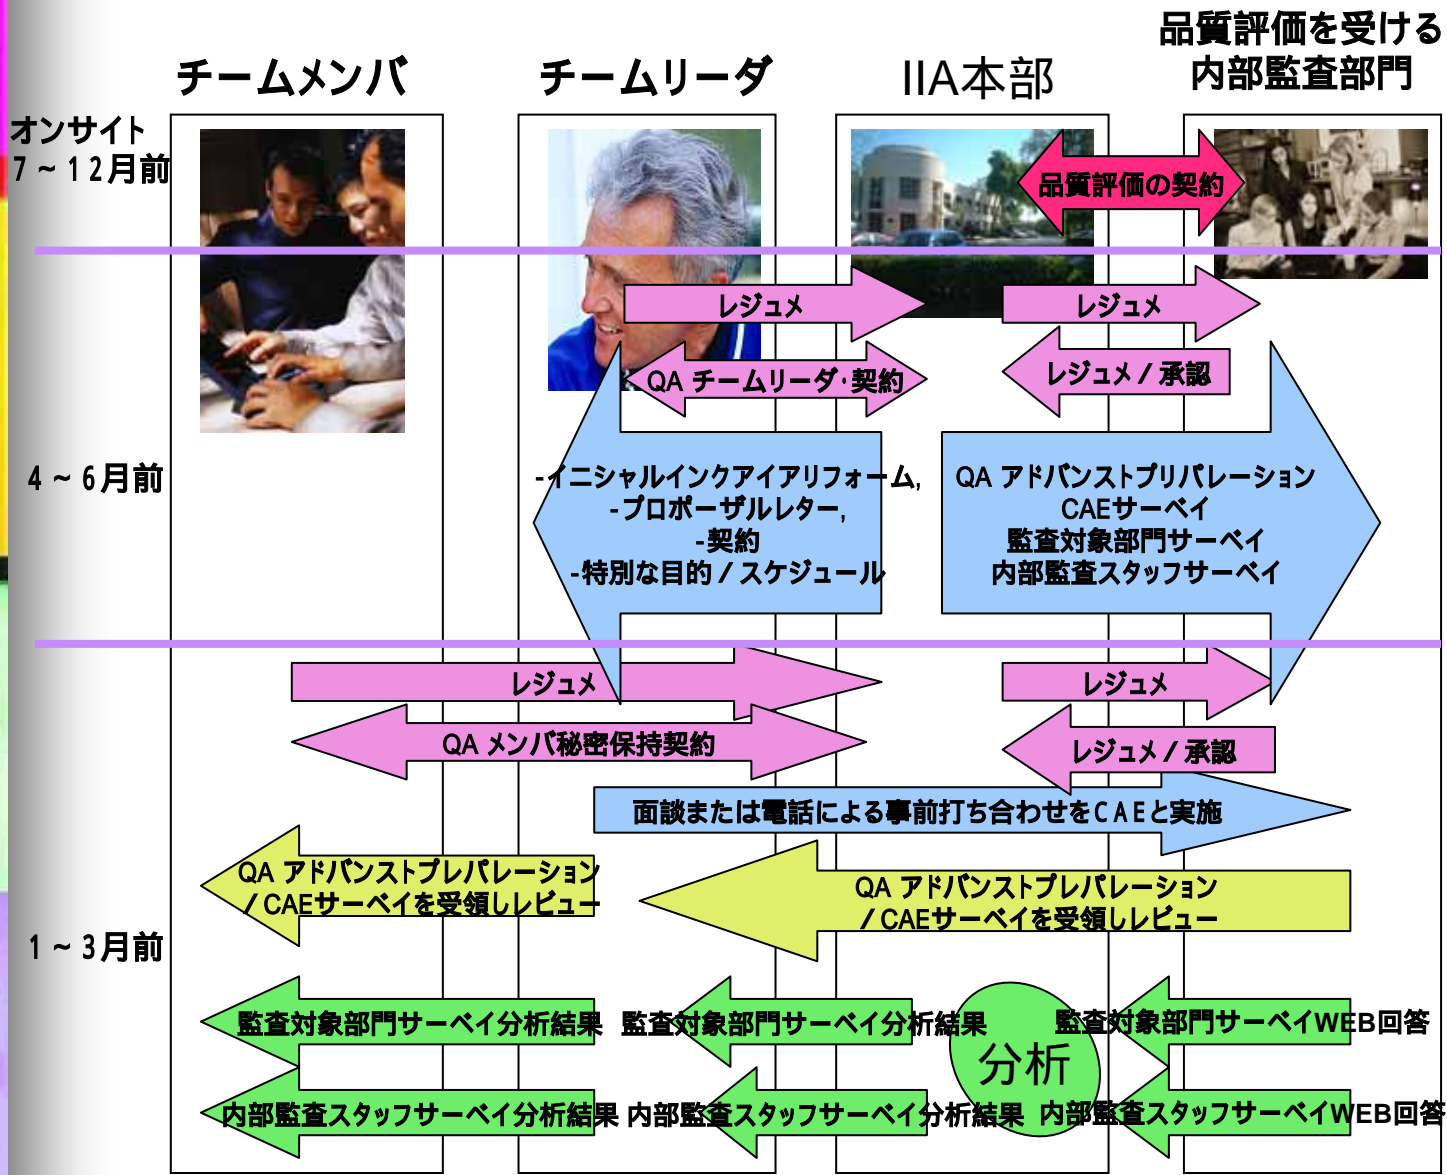 品質評価を受ける
内部監査部門
チームメンバ
チームリーダ
IIA本部
オンサイト
7～12月前
品質評価の契約
レジュメ
レジュメ
QA チームリーダ・契約
レジュメ/承認
4～6月前
-イニシャルインクアイアリフォーム,
-プロポーザルレター,
-契約
-特別な目的/スケジュール
QA アドバンストプリパレーション
CAEサーベイ
監査対象部門サーベイ
内部監査スタッフサーベイ
レジュメ
レジュメ
QA メンバ秘密保持契約
レジュメ/承認
面談または電話による事前打ち合わせをCAEと実施
QA アドバンストプレパレーション
/CAEサーベイを受領しレビュー
QA アドバンストプレパレーション
/CAEサーベイを受領しレビュー
1～3月前
監査対象部門サーベイ分析結果
監査対象部門サーベイ分析結果
分析
監査対象部門サーベイWEB回答
内部監査スタッフサーベイ分析結果
内部監査スタッフサーベイ分析結果
内部監査スタッフサーベイWEB回答